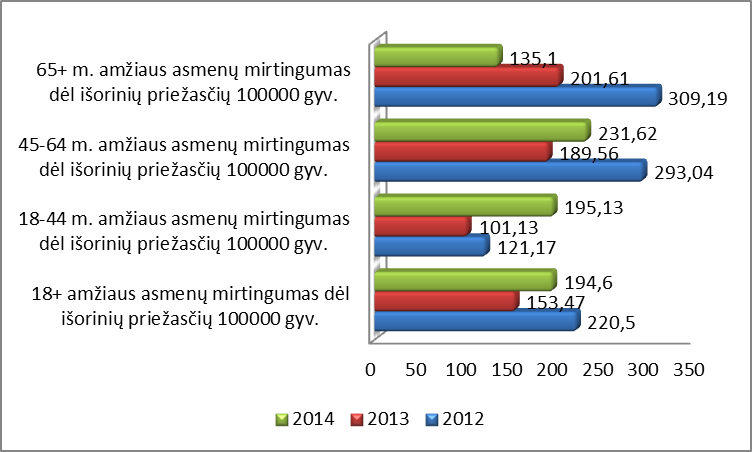 65+ m. amžiaus asmenų mirtingumas
dėl išorinių priežasčių 100000 gyv.
135,1
201,61
309,19
45-64 m. amžiaus asmenų mirtingumas
dėl išorinių priežasčių 100000 gyv.
231,62
189,56
293,04
18-44 m. amžiaus asmenų mirtingumas
dėl išorinių priežasčių 100000 gyv.
195,13
101,13
121,17
18+ amžiaus asmenų mirtingumas dėl
išorinių priežasčių 100000 gyv.
194,6
153,47
220,5
0 50 100 150 200 250 300 350
2014 2013 2012